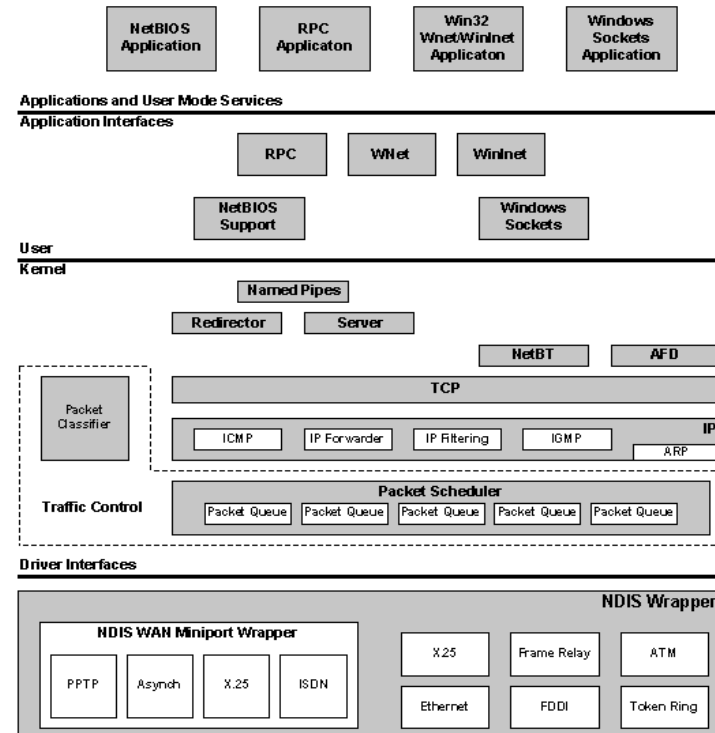 NetBIOS
Application
RPC
Applicaton
Win32
Wnet/WinInet
Applicaton
Windows
Sockets
Application
Applications and User Mode Services
Application Interfaces
RPC
WNet
WinInet
NetBIOS
Support
Windows
Sockets
User
Kernel
Named Pipes
Redirector
Server
NetBT
AFD
Packet
Classifier
TCP
IP
ICMP
IP Forwarder
IP Filtering
IGMP
ARP
Traffic Control
Packet Scheduler
Packet Queue
Packet Queue
Packet Queue
Packet Queue
Packet Queue
Driver Interfaces
NDIS Wrapper
NDIS WAN Miniport Wrapper
PPTP
Asynch
X.25
ISDN
X.25
Frame Relay
ATM
Ethernet
FDDI
Token Ring